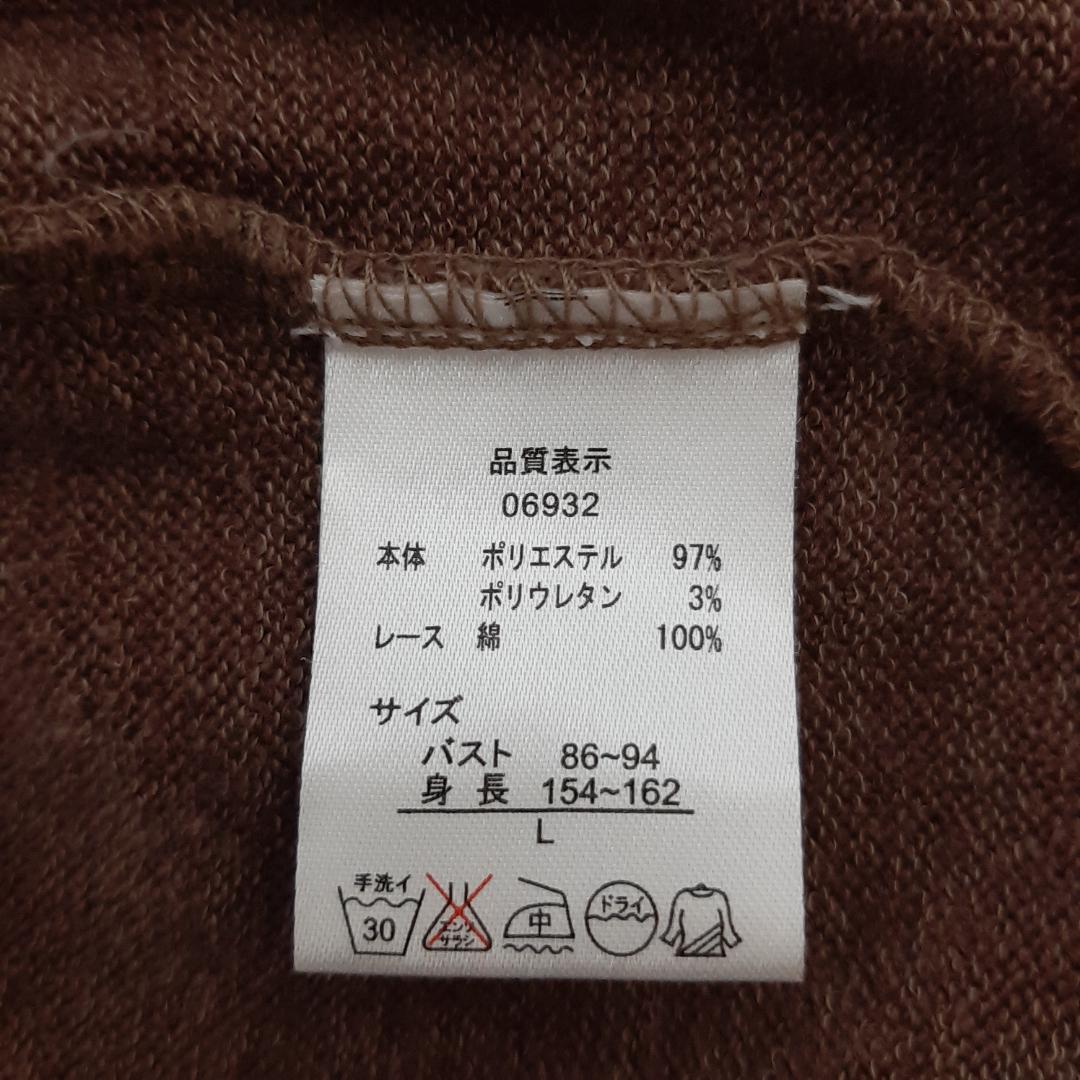 品質表示
06932
本体 ポリエステル 97%
ポリウレタン 3%
レース 綿 100%
サイズ
バスト 86~94
身長 154~162
L
手洗イ
30
エンソ
サラシ
中
ドライ